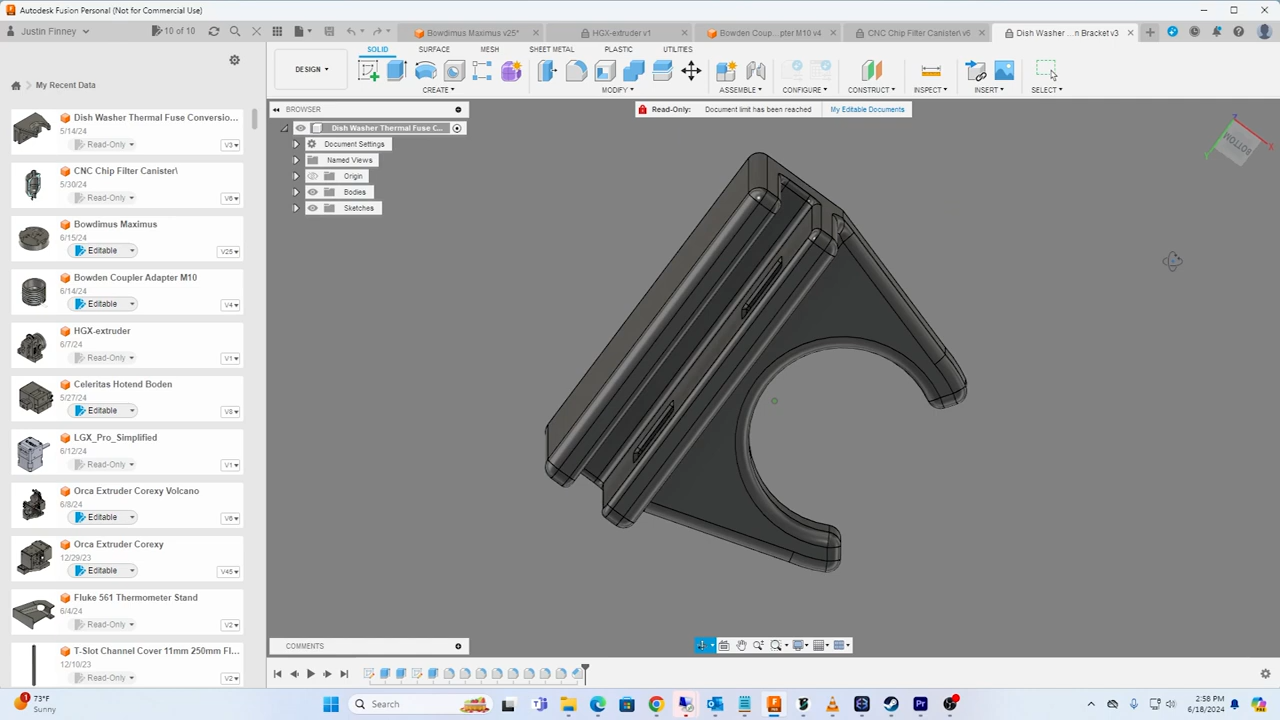 Autodesk Fusion Personal (Not for Commercial Use)
Justin Finney
10 of 10
Bowdimus Maximus v25*
HGX-extruder v1
Bowden Coup...pter M10 v4
CNC Chip Filter Canister\ v6
Dish Washer ...n Bracket v3
DESIGN
SOLID
SURFACE
MESH
SHEET METAL
PLASTIC
UTILITIES
CREATE
MODIFY
ASSEMBLE
CONFIGURE
CONSTRUCT
INSPECT
INSERT
SELECT
My Recent Data
BROWSER
Read-Only:
Document limit has been reached
My Editable Documents
Dish Washer Thermal Fuse C...
Document Settings
Named Views
Origin
Bodies
Sketches
Dish Washer Thermal Fuse Conversio...
5/14/24
Read-Only
V3
CNC Chip Filter Canister\
5/30/24
Read-Only
V6
Bowdimus Maximus
6/15/24
Editable
V25
Bowden Coupler Adapter M10
6/14/24
Editable
V4
HGX-extruder
6/7/24
Read-Only
V1
Celeritas Hotend Boden
5/27/24
Editable
V8
LGX_Pro_Simplified
6/12/24
Read-Only
V1
Orca Extruder Corexy Volcano
6/8/24
Editable
V6
Orca Extruder Corexy
12/29/23
Editable
V45
Fluke 561 Thermometer Stand
6/4/24
Read-Only
V2
T-Slot Channel Cover 11mm 250mm Fl...
12/10/23
Read-Only
V2
BOTTOM
Z
X
Y
COMMENTS
1
73°F
Sunny
Search
2:58 PM
6/18/2024